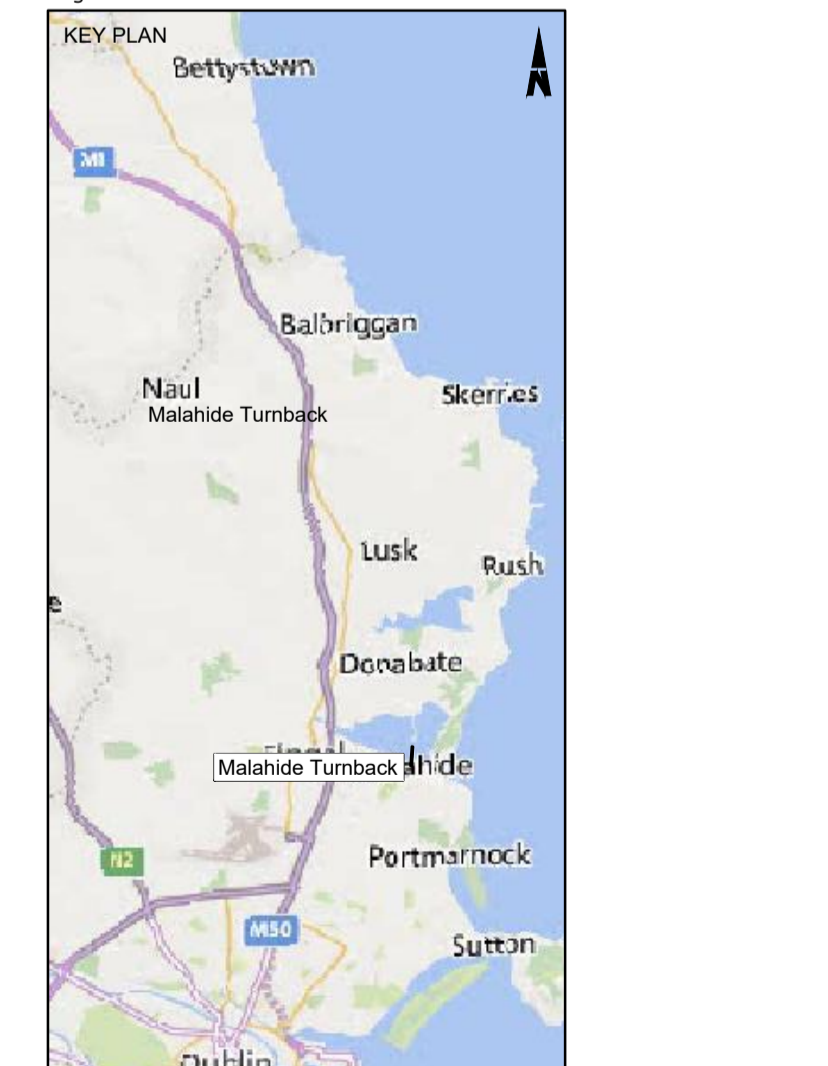 KEY PLAN
N
Bettystown
M1
Balbriggan
Naul
Skerries
Malahide Turnback
Lusk
Rush
e
Donabate
Malahide Turnback
ahide
Portmarnock
N2
M50
Sutton
Dublin